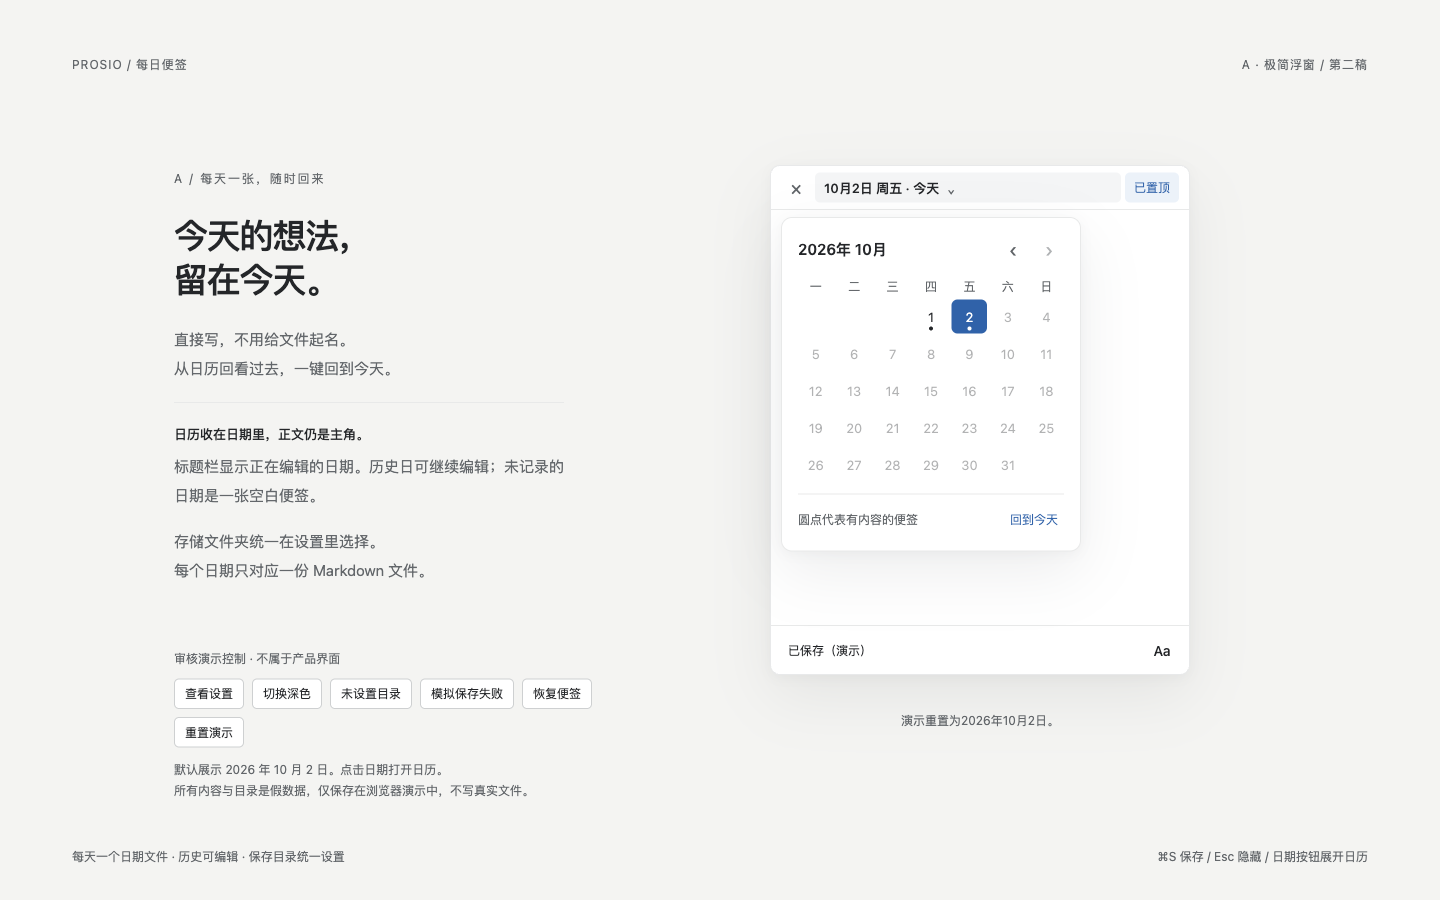 PROSIO / 每日便签
A · 极简浮窗 / 第二稿
A / 每天一张，随时回来
今天的想法，
留在今天。
直接写，不用给文件起名。
从日历回看过去，一键回到今天。
日历收在日期里，正文仍是主角。
标题栏显示正在编辑的日期。历史日可继续编辑；未记录的
日期是一张空白便签。
存储文件夹统一在设置里选择。
每个日期只对应一份 Markdown 文件。
审核演示控制 · 不属于产品界面
查看设置 切换深色 未设置目录 模拟保存失败 恢复便签
重置演示
默认展示 2026 年 10 月 2 日。点击日期打开日历。
所有内容与目录是假数据，仅保存在浏览器演示中，不写真实文件。
× 10月2日 周五 · 今天 ⌄ 已置顶
2026年 10月 ‹ ›
一 二 三 四 五 六 日
1 2 3 4
5 6 7 8 9 10 11
12 13 14 15 16 17 18
19 20 21 22 23 24 25
26 27 28 29 30 31
圆点代表有内容的便签 回到今天
已保存（演示） Aa
演示重置为2026年10月2日。
每天一个日期文件 · 历史可编辑 · 保存目录统一设置
⌘S 保存 / Esc 隐藏 / 日期按钮展开日历